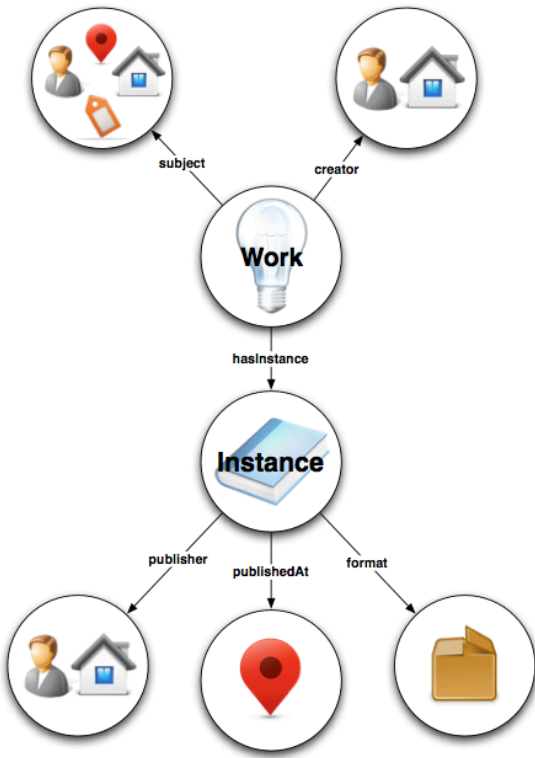 subject
creator
Work
hasInstance
Instance
publisher
publishedAt
format